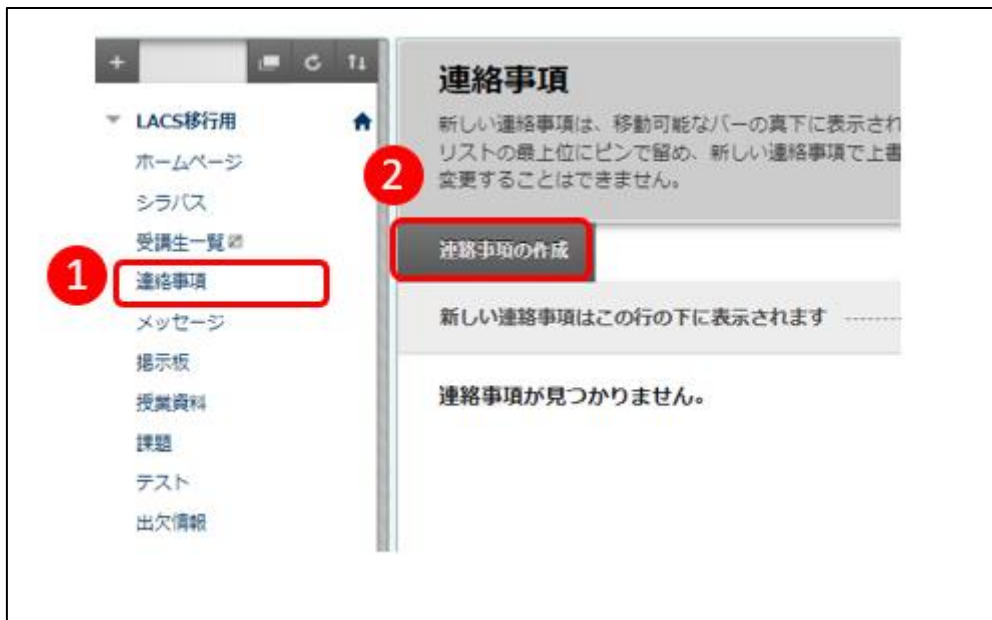 LACS移行用
ホームページ
シラバス
受講生一覧
1
連絡事項
メッセージ
掲示板
授業資料
課題
テスト
出欠情報
連絡事項
新しい連絡事項は、移動可能なバーの真下に表示され
リストの最上位にピンで留め、新しい連絡事項で上書
変更することはできません。
2
連絡事項の作成
新しい連絡事項はこの行の下に表示されます
連絡事項が見つかりません。